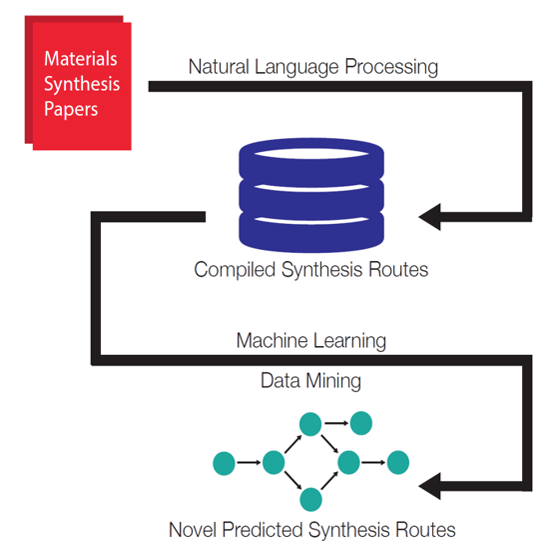 Materials
Synthesis
Papers
Natural Language Processing
Compiled Synthesis Routes
Machine Learning
Data Mining
Novel Predicted Synthesis Routes